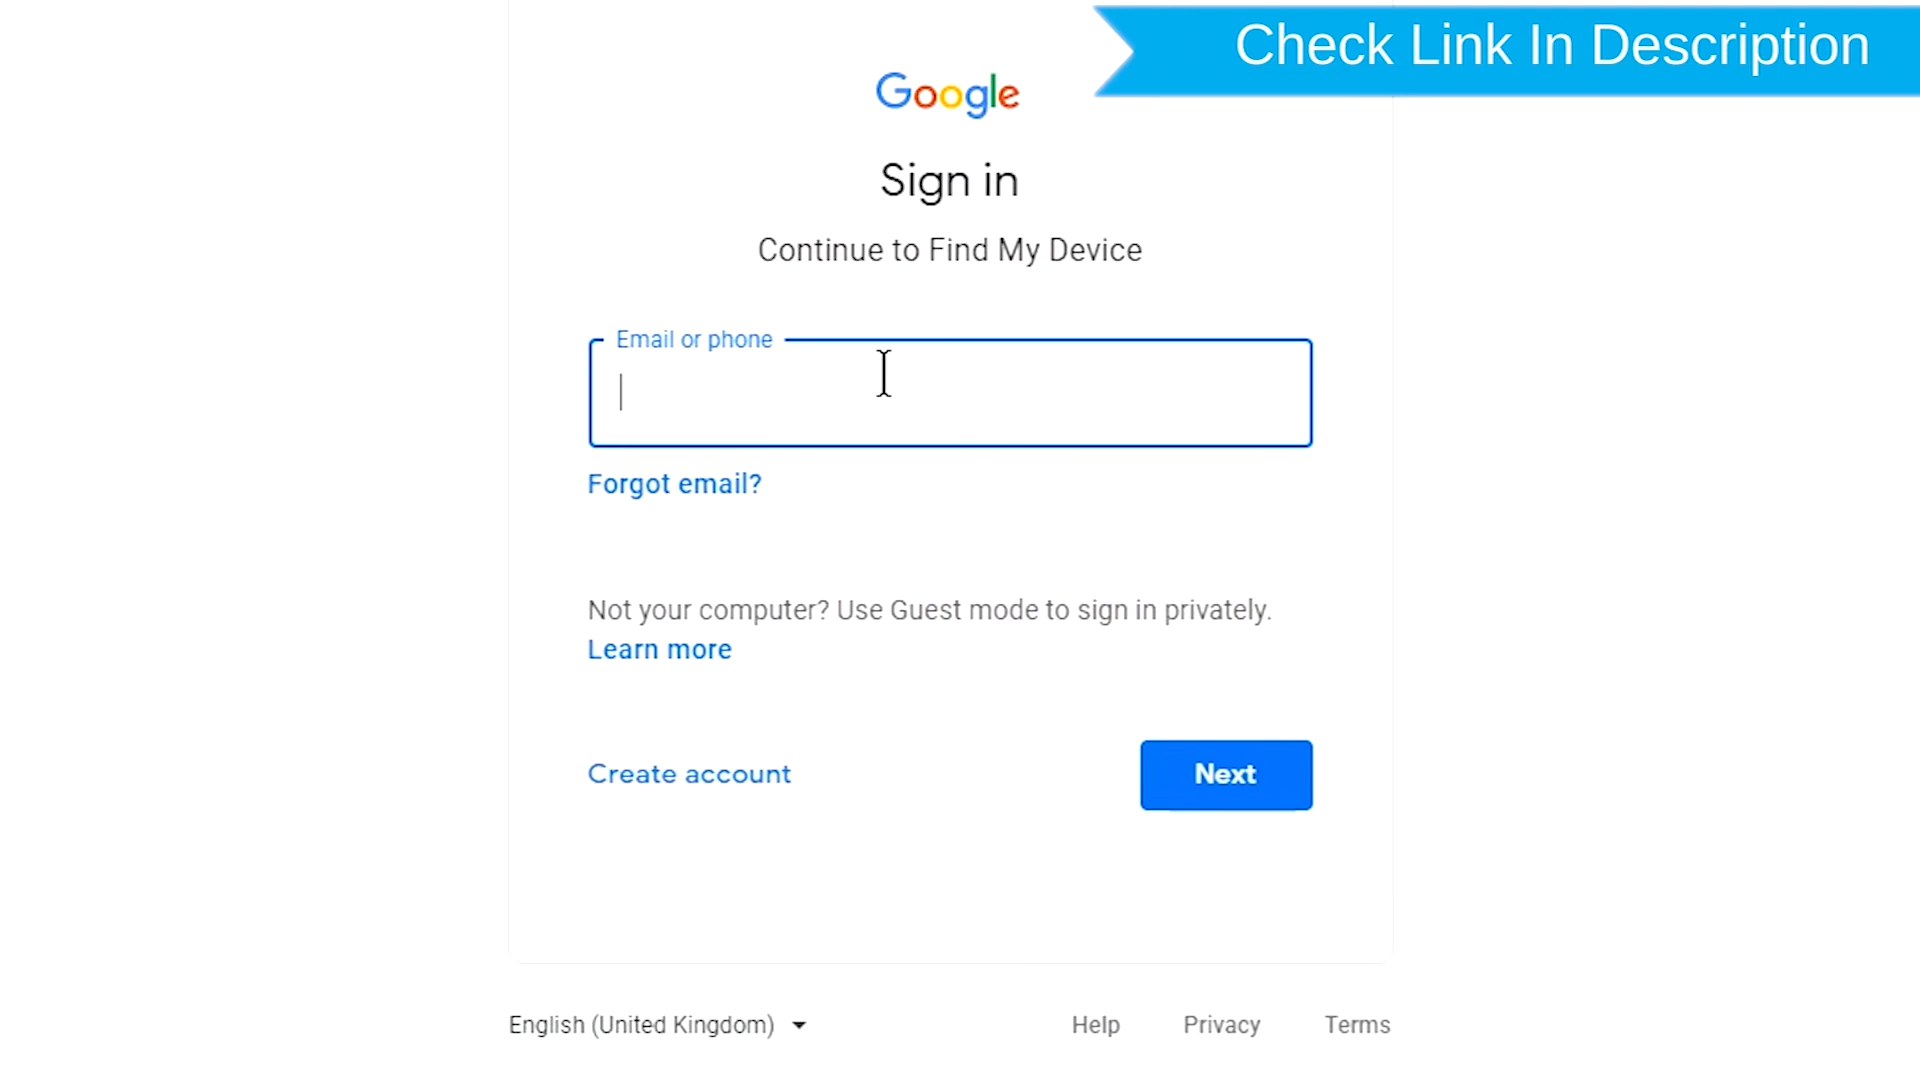 Check Link In Description
Google
Sign in
Continue to Find My Device
Email or phone
Forgot email?
Not your computer? Use Guest mode to sign in privately.
Learn more
Create account
Next
English (United Kingdom)
Help
Privacy
Terms